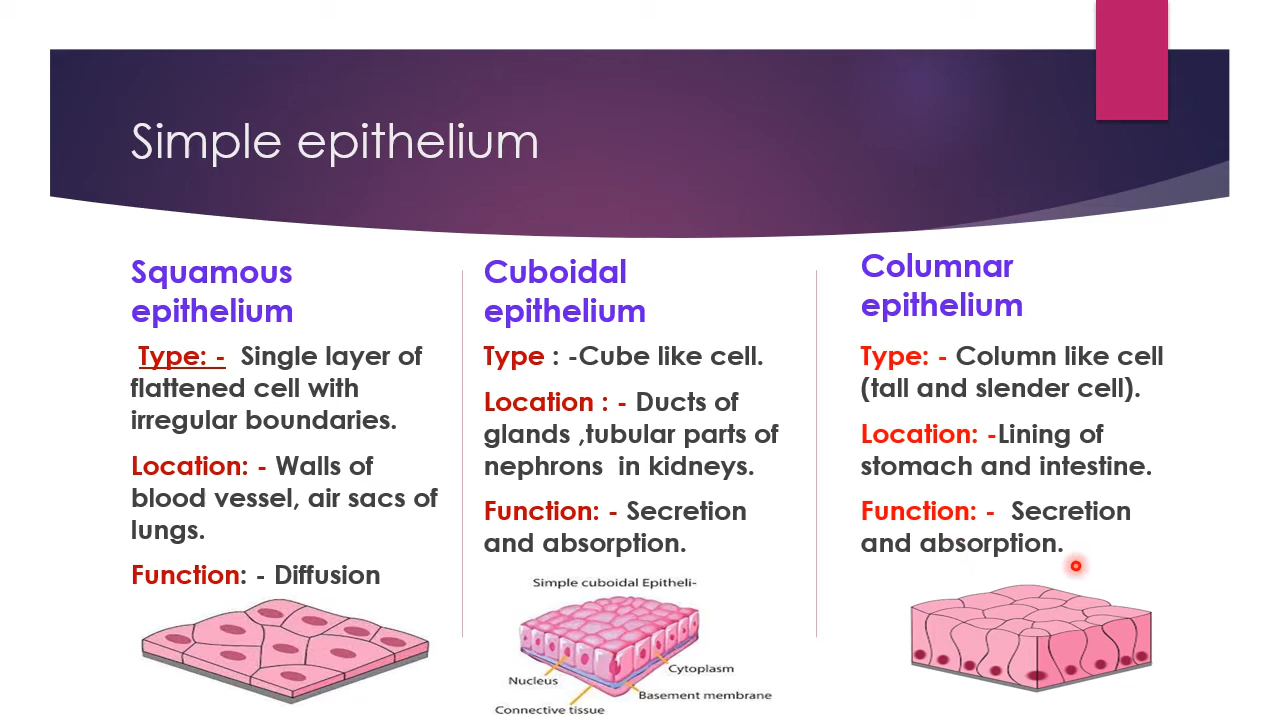 Simple epithelium
Squamous
epithelium
Type: - Single layer of
flattened cell with
irregular boundaries.
Location: - Walls of
blood vessel, air sacs of
lungs.
Function: - Diffusion
Cuboidal
epithelium
Type : -Cube like cell.
Location : - Ducts of
glands ,tubular parts of
nephrons in kidneys.
Function: - Secretion
and absorption.
Simple cuboidal Epitheli-
Cytoplasm
Nucleus
Basement membrane
Connective tissue
Columnar
epithelium
Type: - Column like cell
(tall and slender cell).
Location: -Lining of
stomach and intestine.
Function: - Secretion
and absorption.